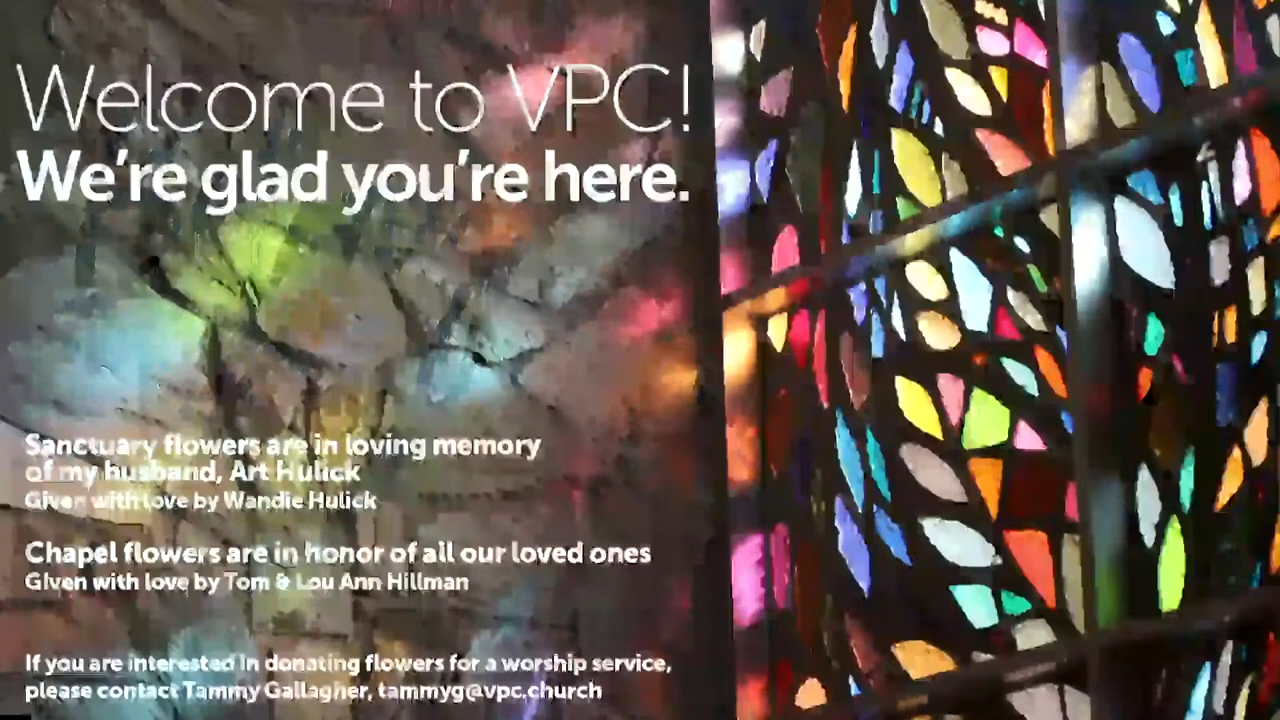 Welcome to VPC!
We're glad you're here.
Sanctuary flowers are in loving memory
of my husband, Art Hulick
Given with love by Wandie Hulick
Chapel flowers are in honor of all our loved ones
Given with love by Tom & Lou Ann Hillman
If you are interested in donating flowers for a worship service,
please contact Tammy Gallagher, tammyg@vpc.church